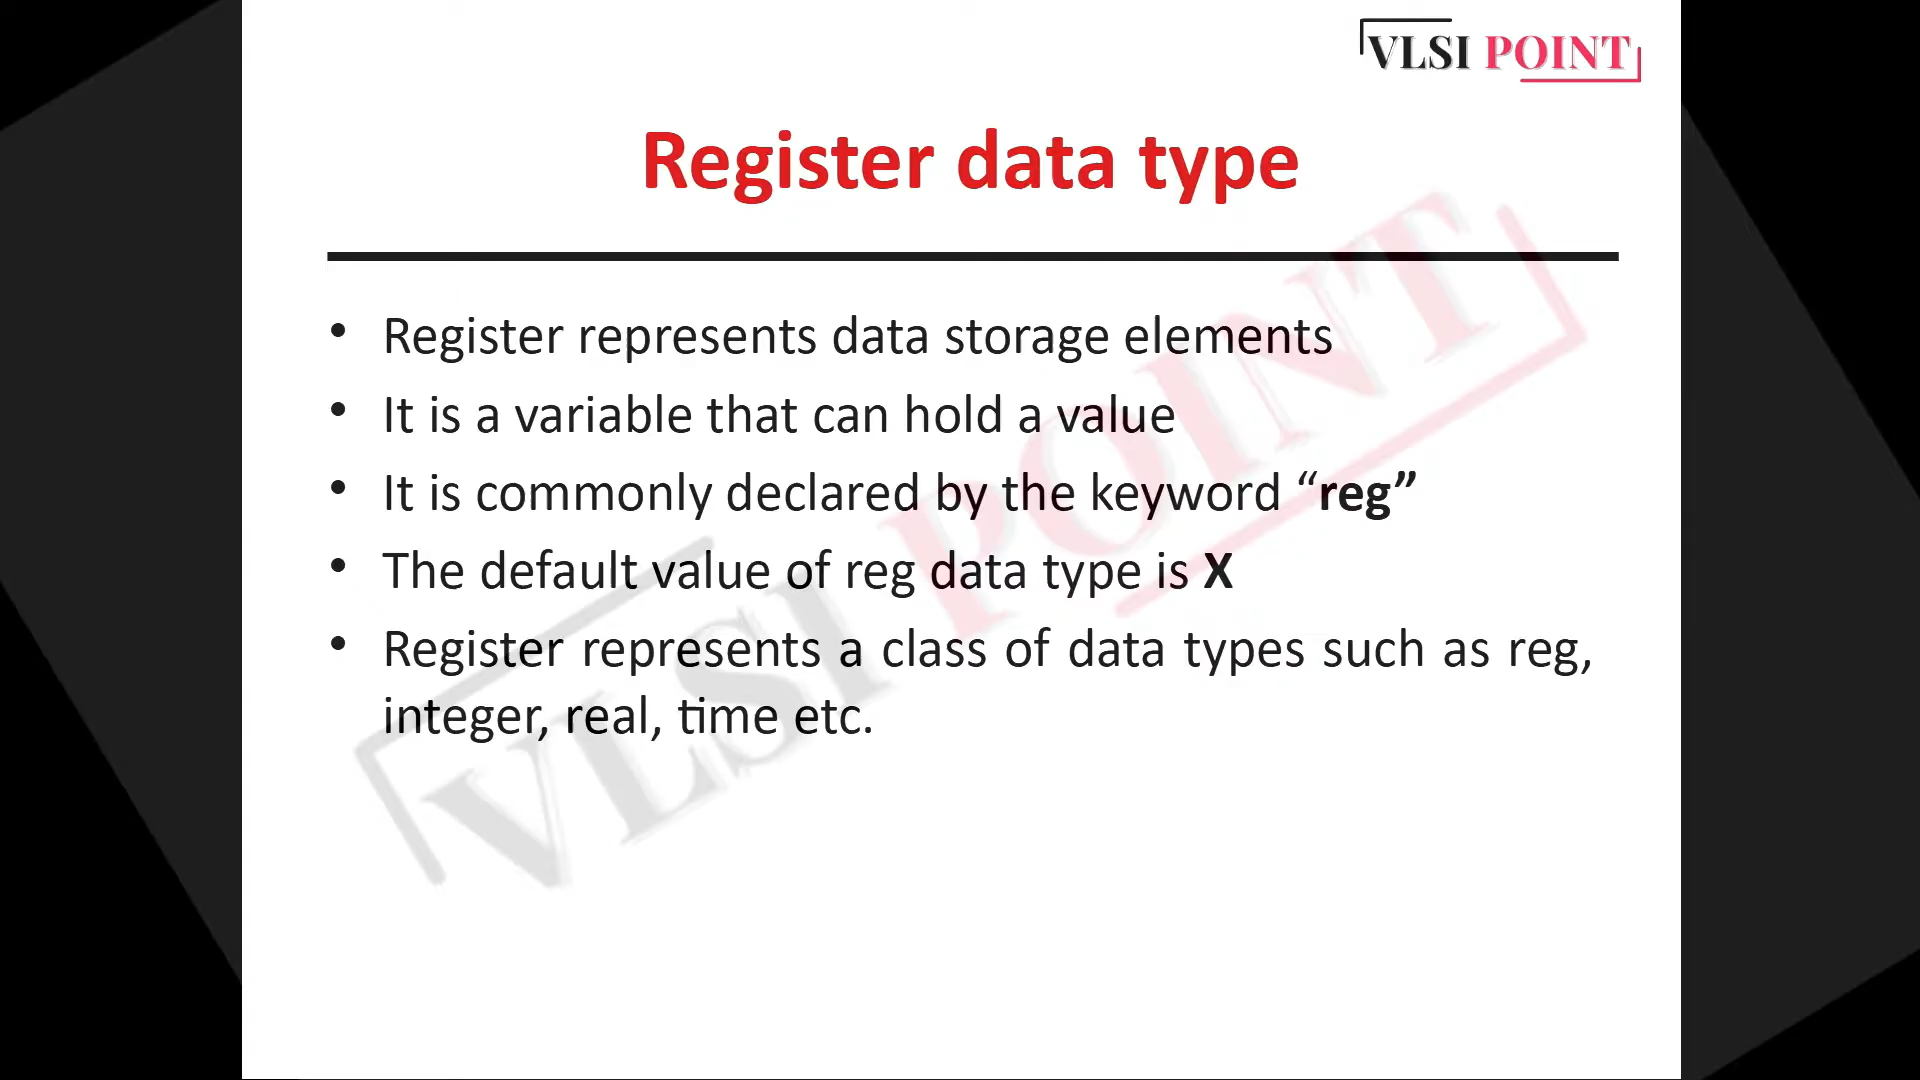 VLSI POINT
Register data type
• Register represents data storage elements
• It is a variable that can hold a value
• It is commonly declared by the keyword “reg”
• The default value of reg data type is X
• Register represents a class of data types such as reg,
integer, real, time etc.
VLSI POINT